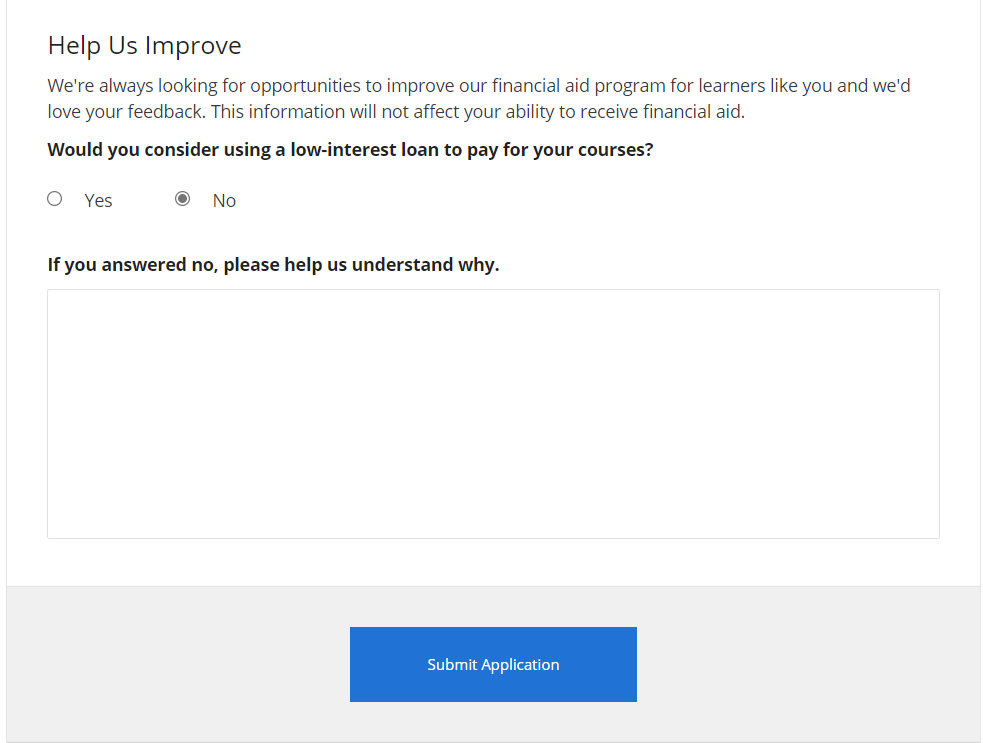 Help Us Improve
We're always looking for opportunities to improve our financial aid program for learners like you and we'd
love your feedback. This information will not affect your ability to receive financial aid.
Would you consider using a low-interest loan to pay for your courses?
Yes No
If you answered no, please help us understand why.
Submit Application